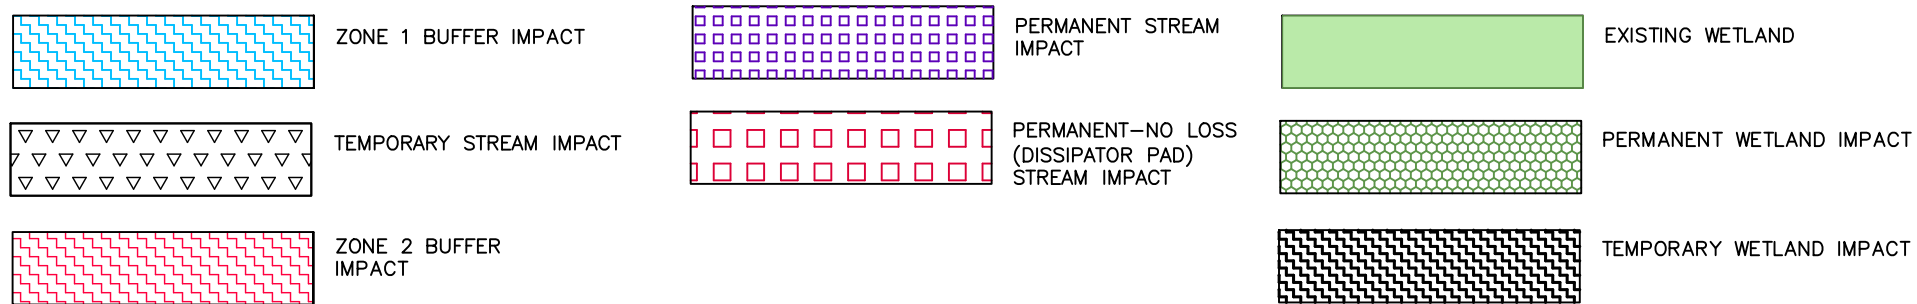 ZONE 1 BUFFER IMPACT
TEMPORARY STREAM IMPACT
ZONE 2 BUFFER
IMPACT
PERMANENT STREAM
IMPACT
PERMANENT-NO LOSS
(DISSIPATOR PAD)
STREAM IMPACT
EXISTING WETLAND
PERMANENT WETLAND IMPACT
TEMPORARY WETLAND IMPACT